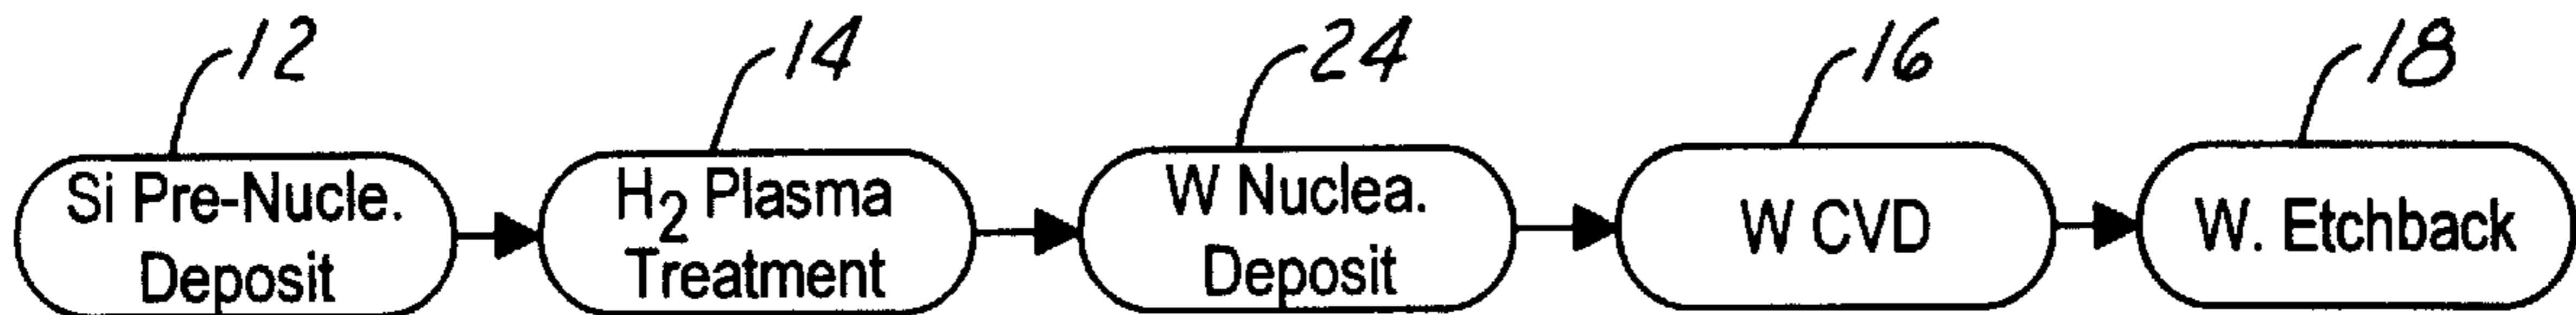 12
14
24
16
18
Si Pre-Nucle.
Deposit
H₂ Plasma
Treatment
W Nuclea.
Deposit
W CVD
W. Etchback